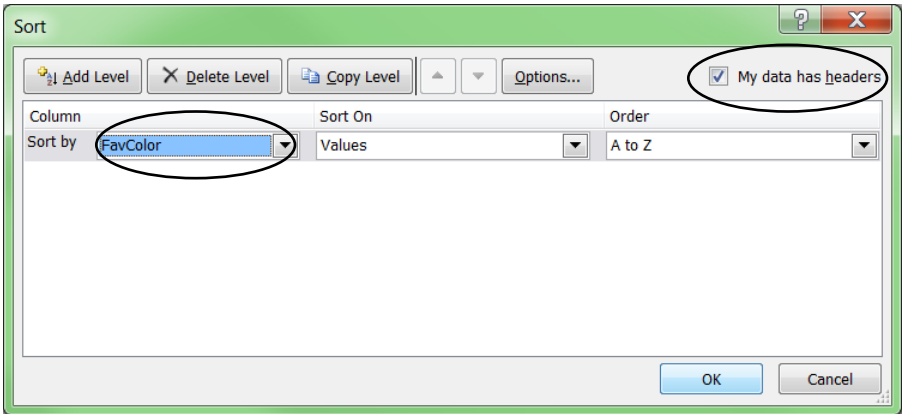 Sort
Add Level Delete Level Copy Level Options... My data has headers
Column Sort On Order
Sort by FavColor Values A to Z
OK Cancel